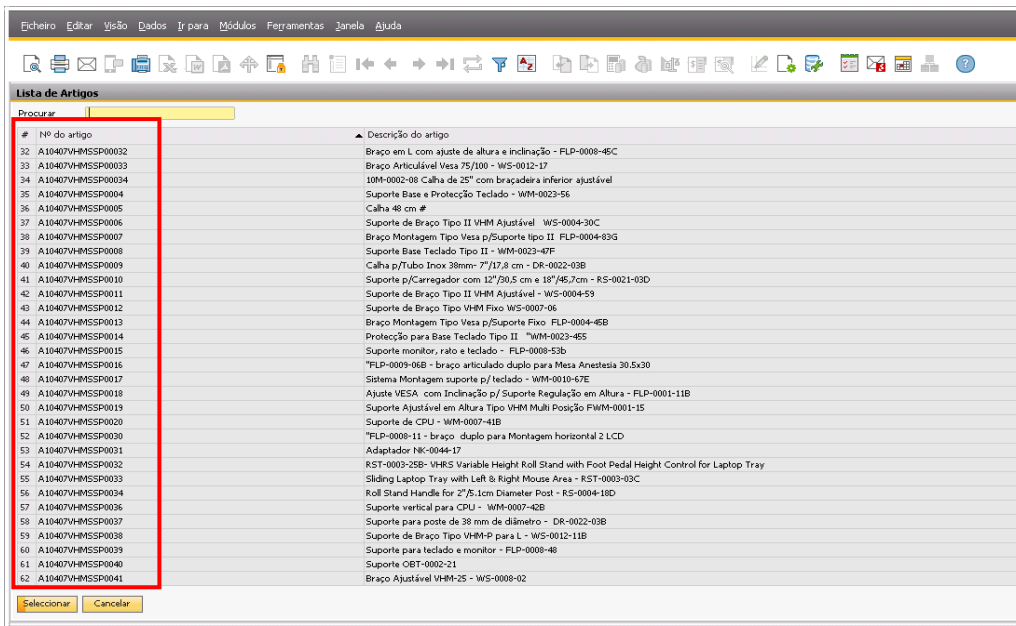 Ficheiro Editar Visão Dados Ir para Módulos Ferramentas Janela Ajuda
Lista de Artigos
Procurar
# Nº do artigo Descrição do artigo
32 A10407VHMSSP00032 Braço em L com ajuste de altura e inclinação - FLP-0008-45C
33 A10407VHMSSP00033 Braço Articulável Vesa 75/100 - WS-0012-17
34 A10407VHMSSP00034 10M-0002-08 Calha de 25" com braçadeira inferior ajustável
35 A10407VHMSSP0004 Suporte Base e Protecção Teclado - WM-0023-56
36 A10407VHMSSP0005 Calha 48 cm #
37 A10407VHMSSP0006 Suporte de Braço Tipo II VHM Ajustável WS-0004-30C
38 A10407VHMSSP0007 Braço Montagem Tipo Vesa p/Suporte tipo II FLP-0004-83G
39 A10407VHMSSP0008 Suporte Base Teclado Tipo II - WM-0023-47F
40 A10407VHMSSP0009 Calha p/Tubo Inox 38mm- 7"/17,8 cm - DR-0022-03B
41 A10407VHMSSP0010 Suporte p/Carregador com 12"/30,5 cm e 18"/45,7cm - RS-0021-03D
42 A10407VHMSSP0011 Suporte de Braço Tipo II VHM Ajustável - WS-0004-59
43 A10407VHMSSP0012 Suporte de Braço Tipo VHM Fixo WS-0007-06
44 A10407VHMSSP0013 Braço Montagem Tipo Vesa p/Suporte Fixo FLP-0004-45B
45 A10407VHMSSP0014 Protecção para Base Teclado Tipo II "WM-0023-455
46 A10407VHMSSP0015 Suporte monitor, rato e teclado - FLP-0008-53b
47 A10407VHMSSP0016 "FLP-0009-06B - braço articulado duplo para Mesa Anestesia 30.5x30
48 A10407VHMSSP0017 Sistema Montagem suporte p/ teclado - WM-0010-67E
49 A10407VHMSSP0018 Ajuste VESA com Inclinação p/ Suporte Regulação em Altura - FLP-0001-11B
50 A10407VHMSSP0019 Suporte Ajustável em Altura Tipo VHM Multi Posição FWM-0001-15
51 A10407VHMSSP0020 Suporte de CPU - WM-0007-41B
52 A10407VHMSSP0030 "FLP-0008-11 - braço duplo para Montagem horizontal 2 LCD
53 A10407VHMSSP0031 Adaptador NK-0044-17
54 A10407VHMSSP0032 RST-0003-25B- VHRS Variable Height Roll Stand with Foot Pedal Height Control for Laptop Tray
55 A10407VHMSSP0033 Sliding Laptop Tray with Left & Right Mouse Area - RST-0003-03C
56 A10407VHMSSP0034 Roll Stand Handle for 2"/5.1cm Diameter Post - RS-0004-18D
57 A10407VHMSSP0036 Suporte vertical para CPU - WM-0007-42B
58 A10407VHMSSP0037 Suporte para poste de 38 mm de diâmetro - DR-0022-03B
59 A10407VHMSSP0038 Suporte de Braço Tipo VHM-P para L - WS-0012-11B
60 A10407VHMSSP0039 Suporte para teclado e monitor - FLP-0008-48
61 A10407VHMSSP0040 Suporte OBT-0002-21
62 A10407VHMSSP0041 Braço Ajustável VHM-25 - WS-0008-02
Seleccionar Cancelar